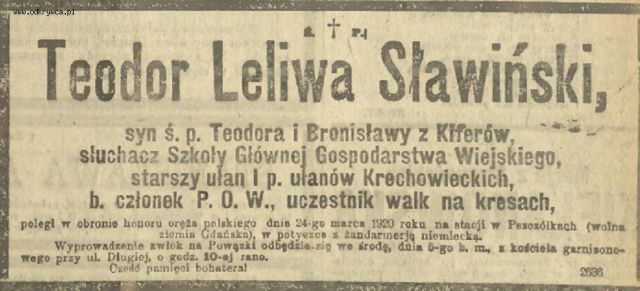 www.odkrywca.pl
ś. † P.
Teodor Leliwa Sławiński,
syn ś. p. Teodora i Bronisławy z Kiferów,
słuchacz Szkoły Głównej Gospodarstwa Wiejskiego,
starszy ułan I p. ułanów Krechowieckich,
b. członek P. O. W., uczestnik walk na kresach,
poległ w obronie honoru oręża polskiego dnia 24-go marca 1920 roku na stacji w Pszczółkach (wolna
ziemia Gdańska), w potyczce z żandarmerją niemiecką.
Wyprowadzenie zwłok na Powązki odbędzie się we środę, dnia 5-go b. m., z kościoła garnizono-
wego przy ul. Długiej, o godz. 10-ej rano.
Cześć pamięci bohatera!
2636